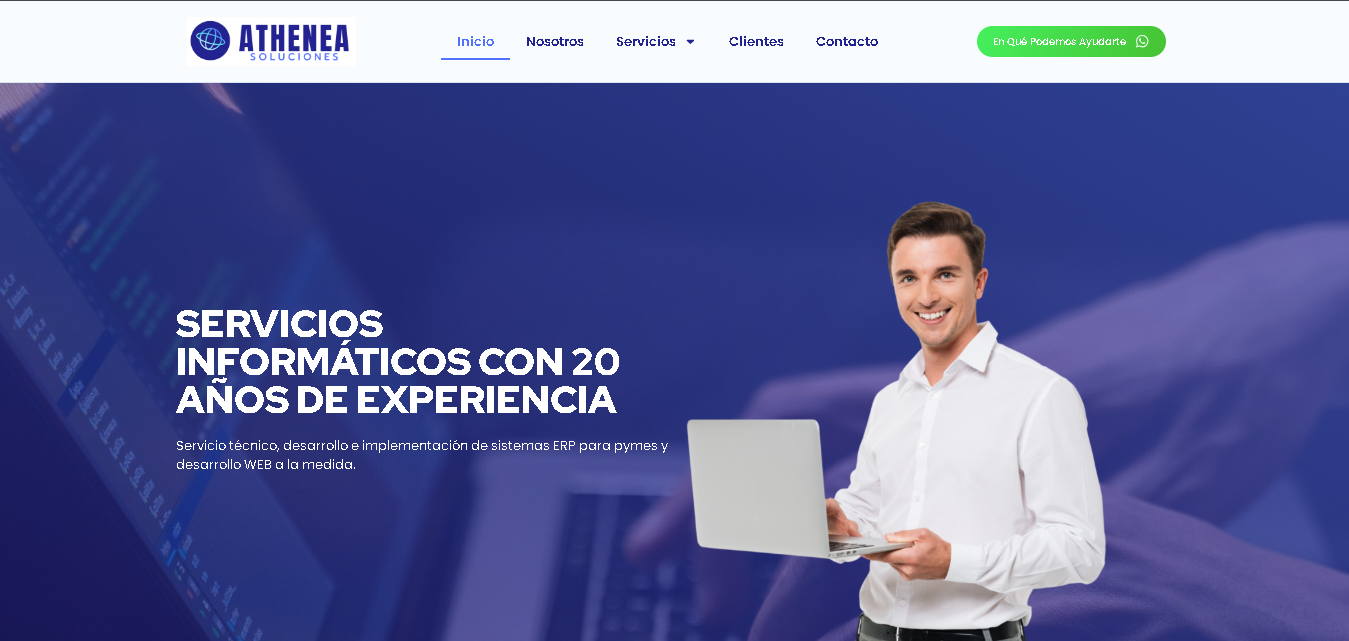 ATHENEA
SOLUCIONES
Inicio
Nosotros
Servicios
Clientes
Contacto
En Qué Podemos Ayudarte
SERVICIOS
INFORMÁTICOS CON 20
AÑOS DE EXPERIENCIA
Servicio técnico, desarrollo e implementación de sistemas ERP para pymes y
desarrollo WEB a la medida.